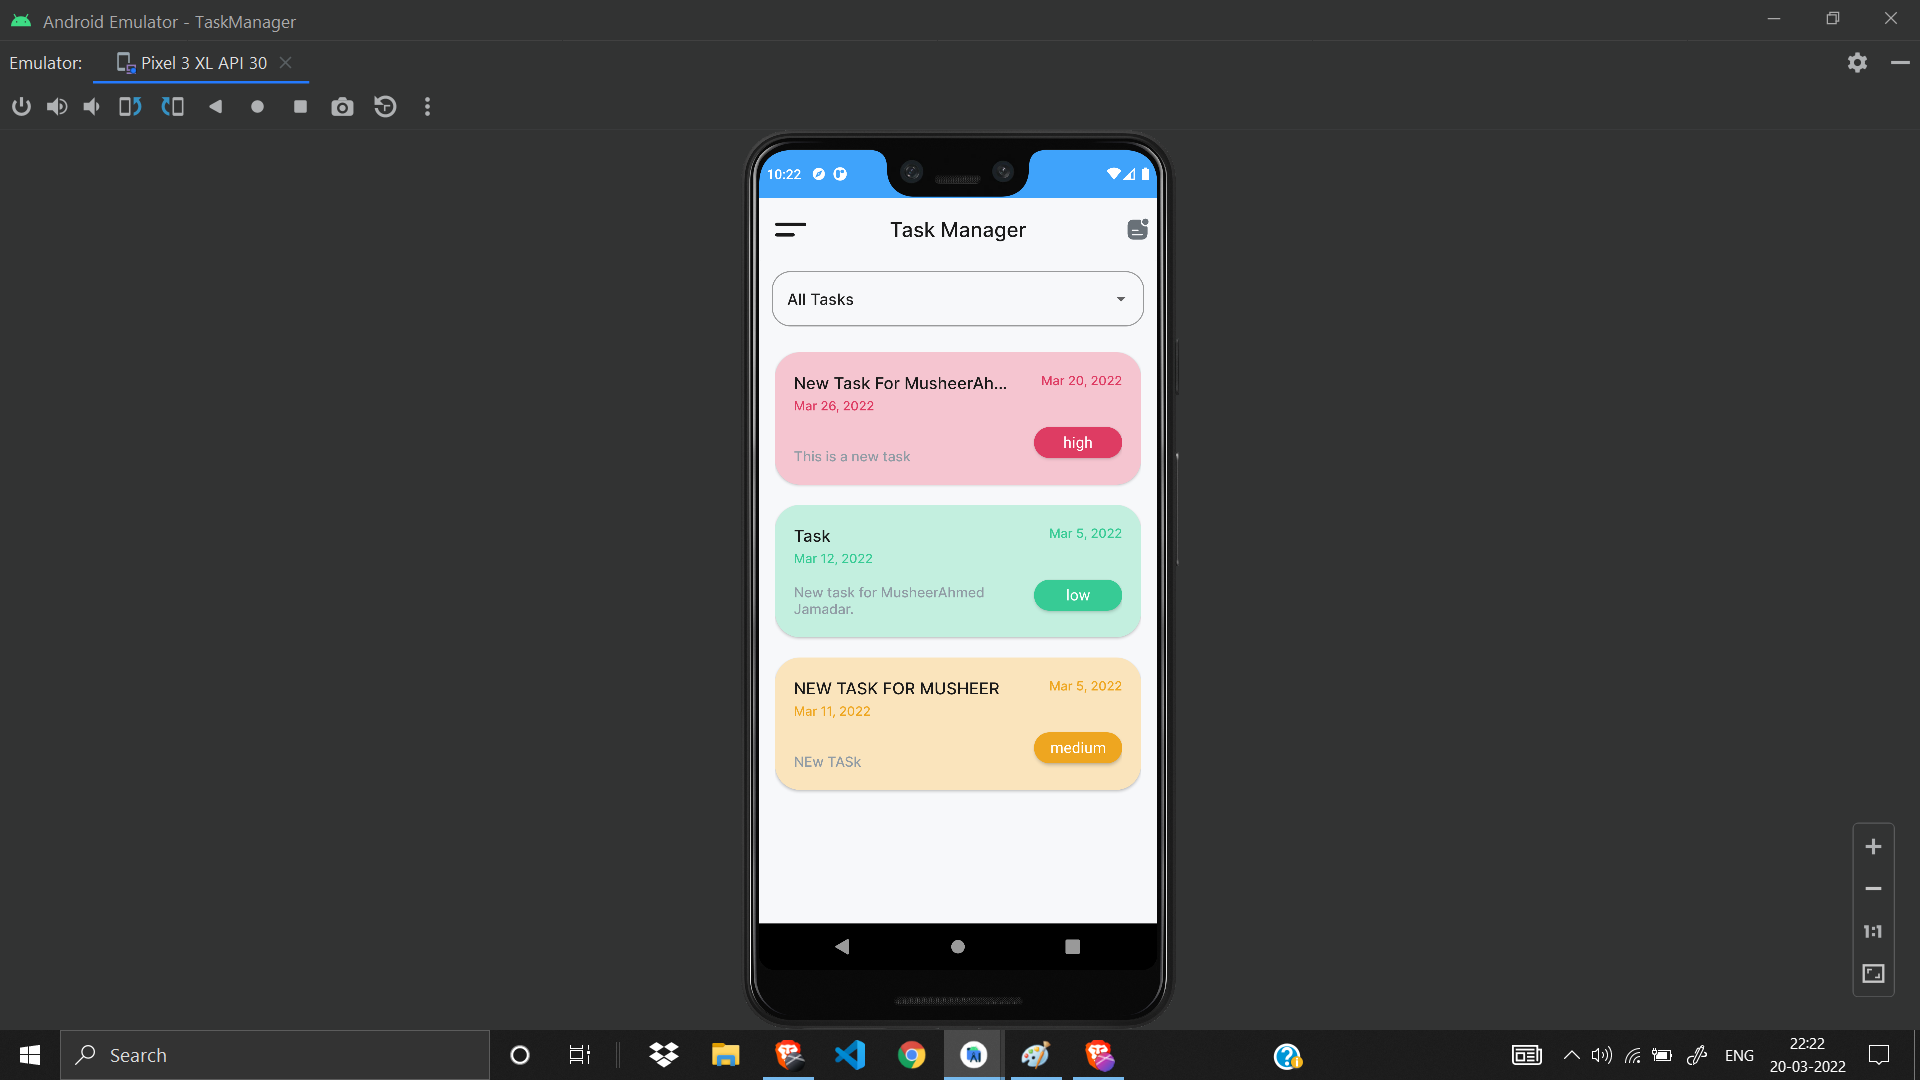 Android Emulator - TaskManager
Emulator: Pixel 3 XL API 30
10:22
Task Manager
All Tasks
New Task For MusheerAh... Mar 20, 2022
Mar 26, 2022
high
This is a new task
Task Mar 5, 2022
Mar 12, 2022
New task for MusheerAhmed
Jamadar.
low
NEW TASK FOR MUSHEER Mar 5, 2022
Mar 11, 2022
medium
NEw TASk
1:1
Search
ENG
22:22
20-03-2022